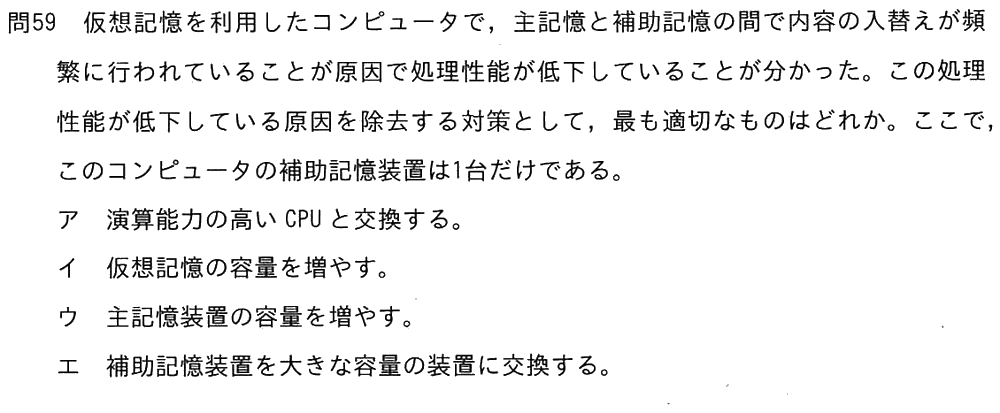 問59　仮想記憶を利用したコンピュータで，主記憶と補助記憶の間で内容の入替えが頻
繁に行われていることが原因で処理性能が低下していることが分かった。この処理
性能が低下している原因を除去する対策として，最も適切なものはどれか。ここで，
このコンピュータの補助記憶装置は1台だけである。
ア　演算能力の高い CPU と交換する。
イ　仮想記憶の容量を増やす。
ウ　主記憶装置の容量を増やす。
エ　補助記憶装置を大きな容量の装置に交換する。